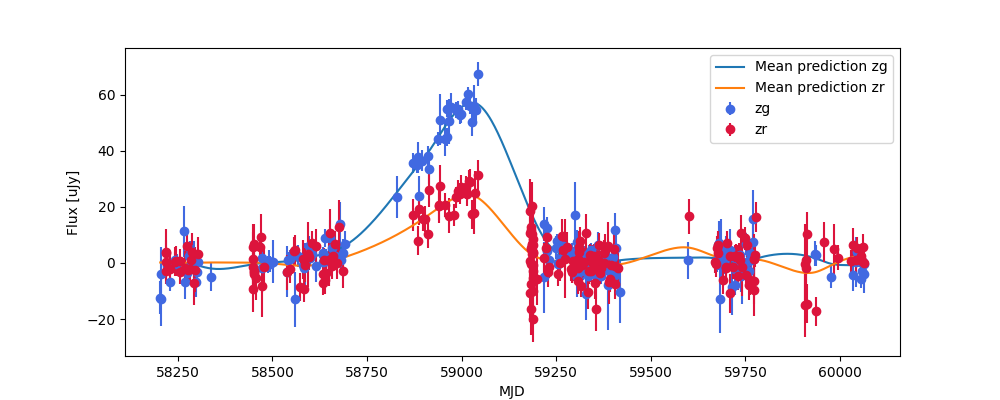 Mean prediction zg
Mean prediction zr
zg
zr
Flux [uJy]
60
40
20
0
−20
58250 58500 58750 59000 59250 59500 59750 60000
MJD